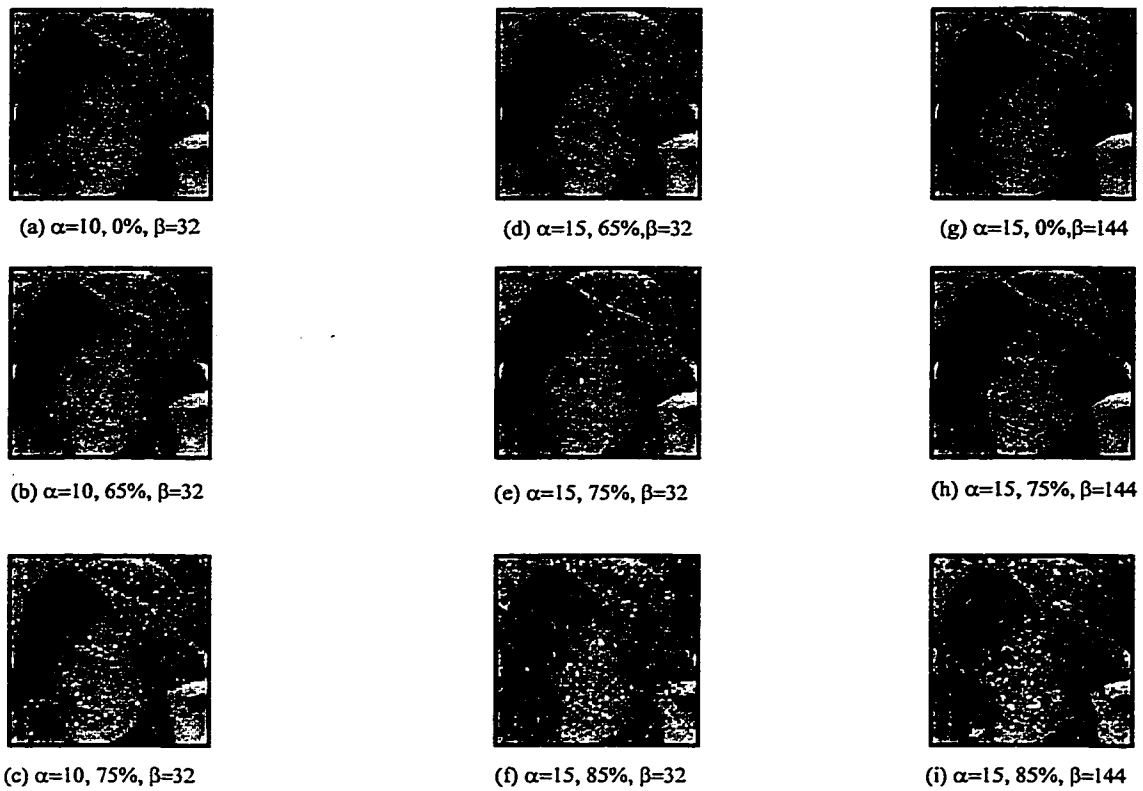 (a) α=10, 0%, β=32
(d) α=15, 65%,β=32
(g) α=15, 0%,β=144
(b) α=10, 65%, β=32
(e) α=15, 75%, β=32
(h) α=15, 75%, β=144
(c) α=10, 75%, β=32
(f) α=15, 85%, β=32
(i) α=15, 85%, β=144